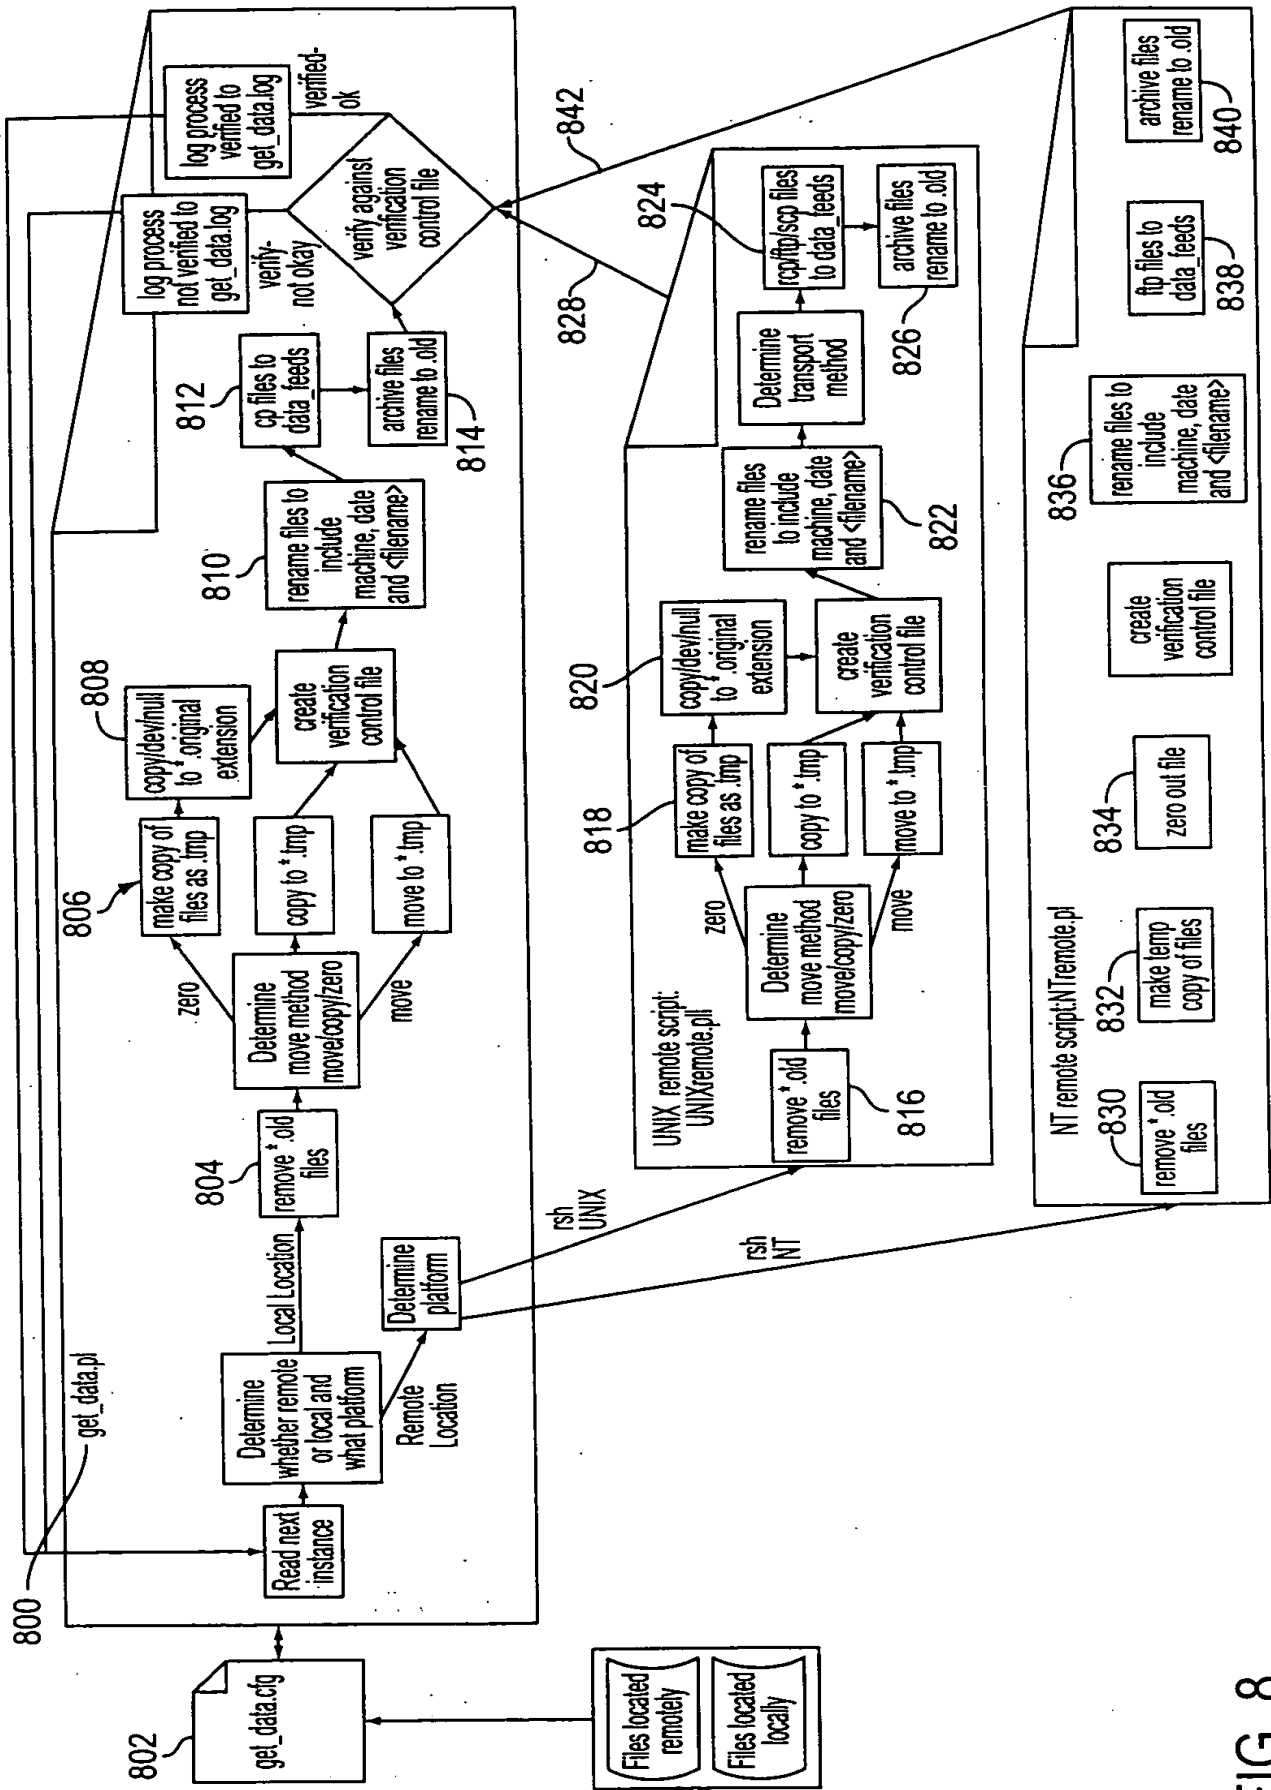 800
get_data.pl
802
get_data.cfg
Files located
remotely
Files located
locally
Read next
instance
Determine
whether remote
or local and
what platform
Local Location
Remote
Location
Determine
platform
rsh
UNIX
rsh
NT
804
remove *.old
files
Determine
move method
move/copy/zero
zero
move
806
make copy of
files as .tmp
copy to *.tmp
move to *.tmp
808
copy/dev/null
to *.original
extension
create
verification
control file
810
rename files to
include
machine, date
and <filename>
812
cp files to
data_feeds
archive files
rename to .old
814
verify against
verification
control file
verify-
not okay
log process
not verified to
get_data.log
verified-
ok
log process
verified to
get_data.log
828
842
UNIX remote script:
UNIXremote.pll
remove *.old
files
816
Determine
move method
move/copy/zero
zero
move
818
make copy of
files as .tmp
copy to *.tmp
move to *.tmp
820
copy/dev/null
to *.original
extension
create
verification
control file
rename files
to include
machine, date
and <filename>
822
Determine
transport
method
824
rcp/ftp/scp files
to data_feeds
archive files
rename to .old
826
NT remote script:NTremote.pl
830
remove *.old
files
832
make temp
copy of files
834
zero out file
create
verification
control file
836
rename files to
include
machine, date
and <filename>
ftp files to
data_feeds
838
archive files
rename to .old
840
FIG. 8